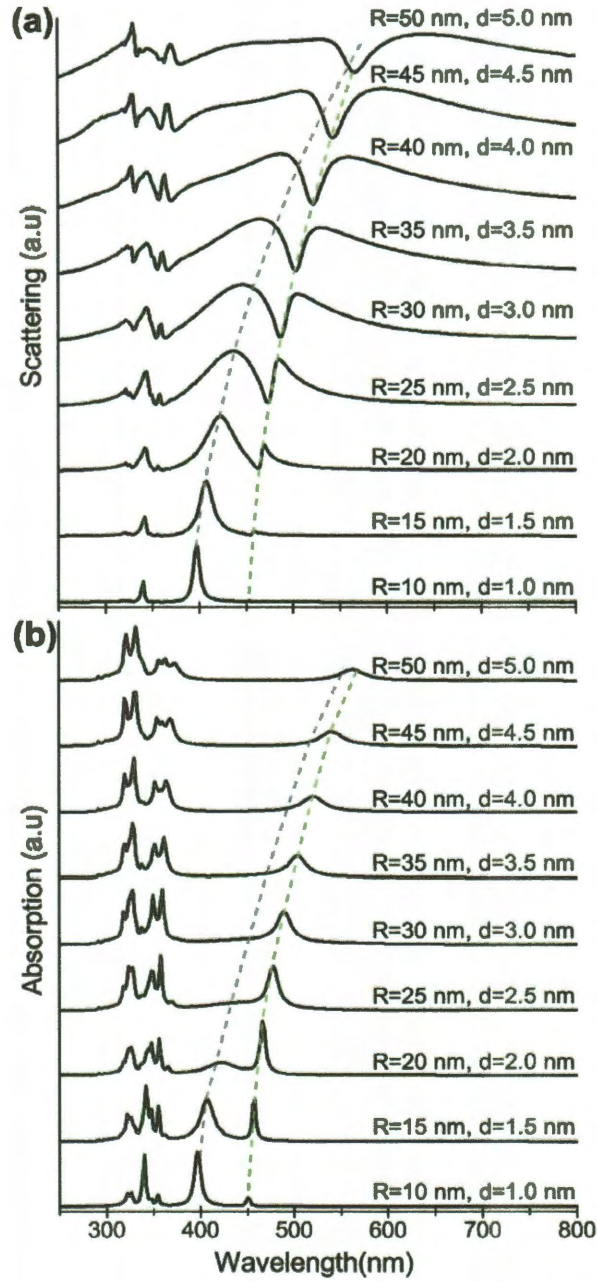 (a)
R=50 nm, d=5.0 nm
R=45 nm, d=4.5 nm
R=40 nm, d=4.0 nm
R=35 nm, d=3.5 nm
R=30 nm, d=3.0 nm
R=25 nm, d=2.5 nm
R=20 nm, d=2.0 nm
R=15 nm, d=1.5 nm
R=10 nm, d=1.0 nm
Scattering (a.u)
(b)
R=50 nm, d=5.0 nm
R=45 nm, d=4.5 nm
R=40 nm, d=4.0 nm
R=35 nm, d=3.5 nm
R=30 nm, d=3.0 nm
R=25 nm, d=2.5 nm
R=20 nm, d=2.0 nm
R=15 nm, d=1.5 nm
R=10 nm, d=1.0 nm
Absorption (a.u)
300 400 500 600 700 800
Wavelength(nm)